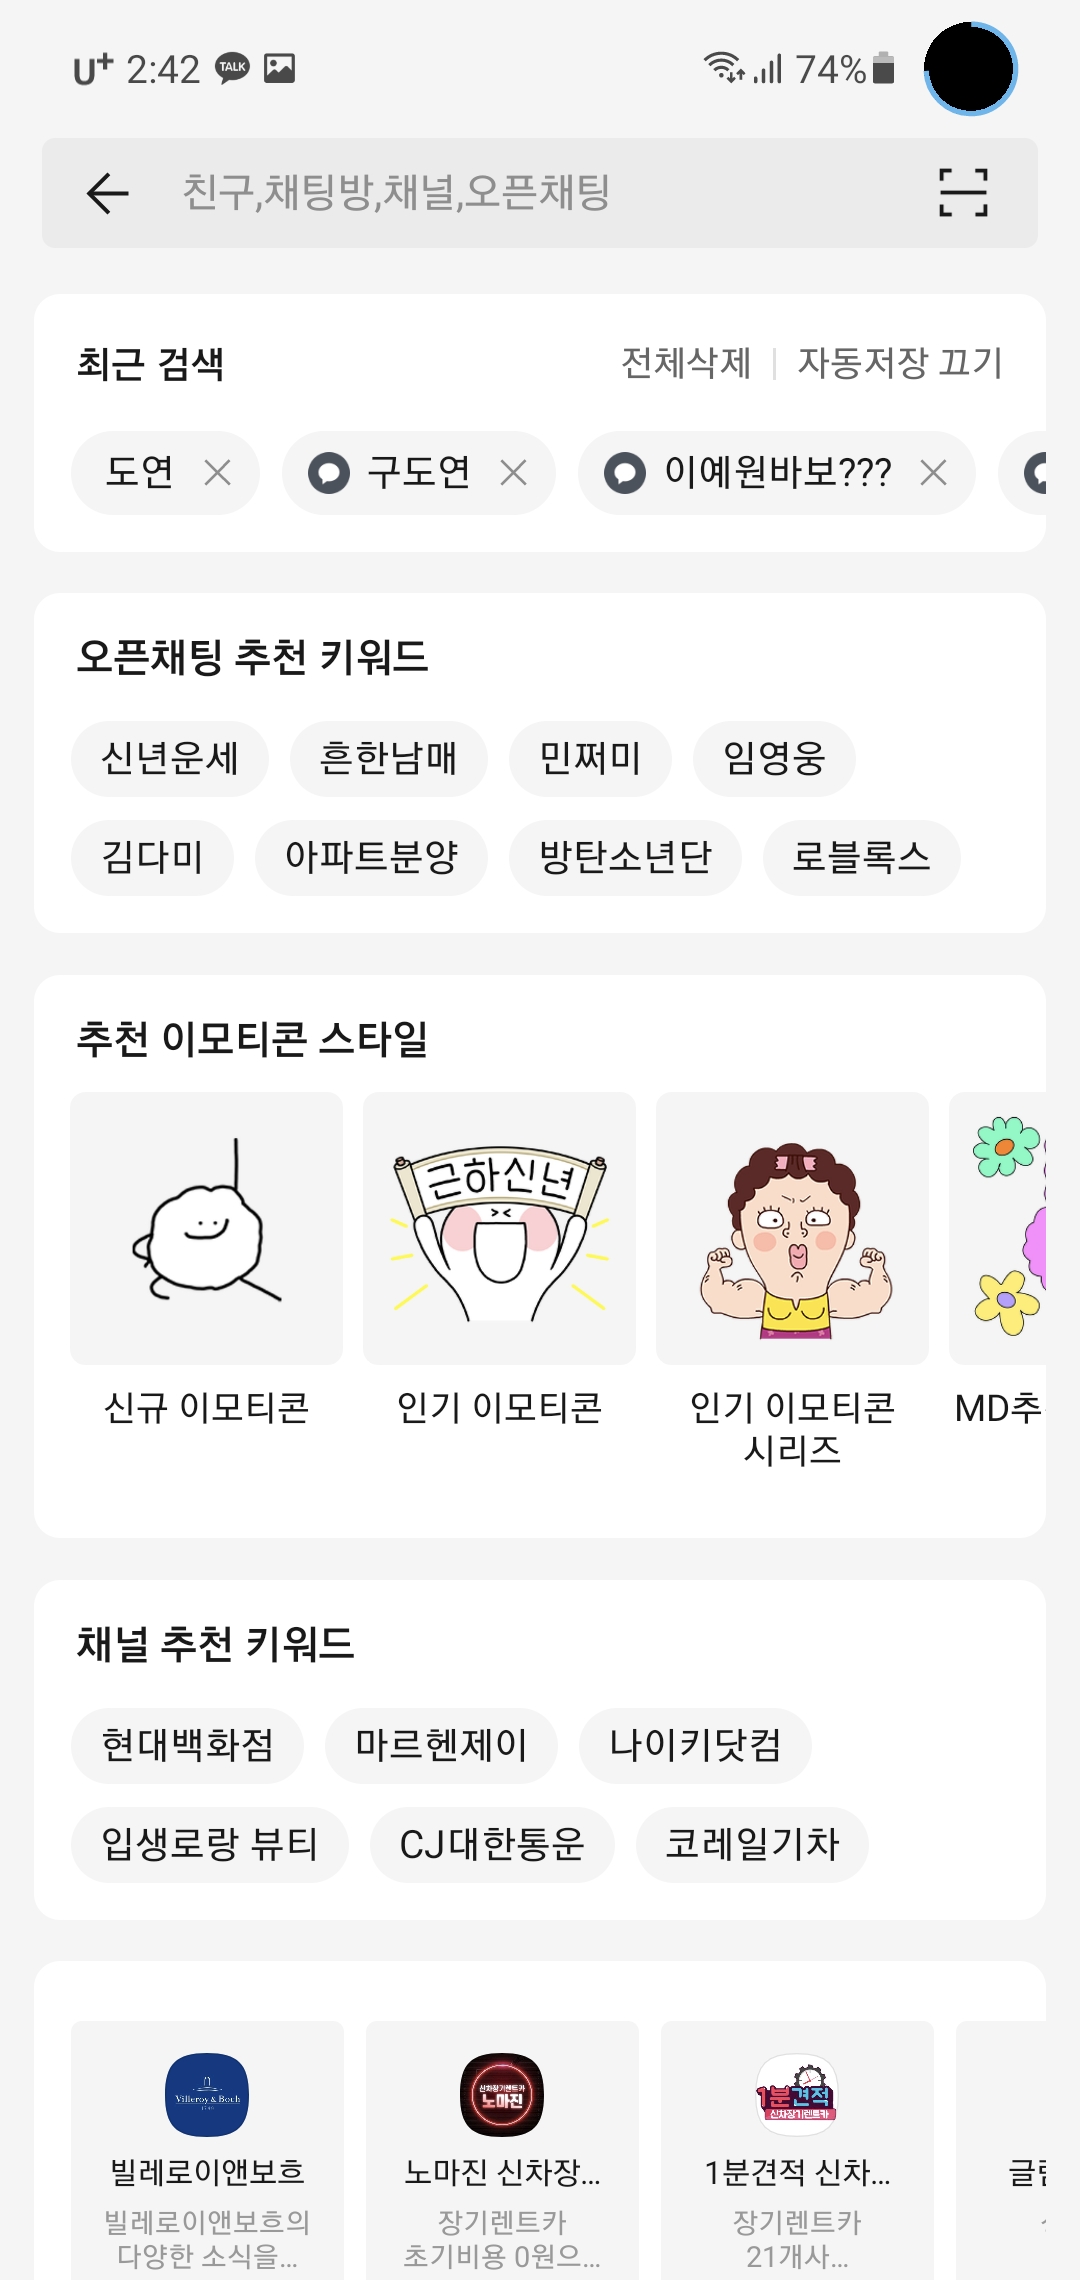 U+ 2:42 TALK 74%
친구,채팅방,채널,오픈채팅
최근 검색 전체삭제 | 자동저장 끄기
도연 구도연 이예원바보???
오픈채팅 추천 키워드
신년운세 흔한남매 민쩌미 임영웅
김다미 아파트분양 방탄소년단 로블록스
추천 이모티콘 스타일
근하신년
신규 이모티콘 인기 이모티콘 인기 이모티콘 MD추
시리즈
채널 추천 키워드
현대백화점 마르헨제이 나이키닷컴
입생로랑 뷰티 CJ대한통운 코레일기차
Villeroy & Boch
1748
신차장기렌트카
노마진
1분견적
신차장기렌트카
빌레로이앤보흐 노마진 신차장... 1분견적 신차... 글
빌레로이앤보흐의 장기렌트카 장기렌트카
다양한 소식을... 초기비용 0원으... 21개사...